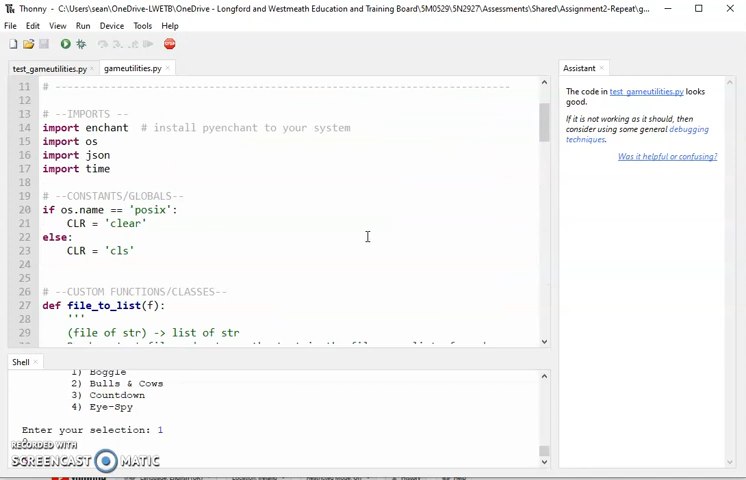 Thonny - C:\Users\sean\OneDrive-LWETB\OneDrive - Longford and Westmeath Education and Training Board\5M0529\5N2927\Assessments\Shared\Assignment2-Repeat\g...
File Edit View Run Device Tools Help
test_gameutilities.py × gameutilities.py ×
11 # -------------------------------------------------------------------
12
13 # --IMPORTS --
14 import enchant # install pyenchant to your system
15 import os
16 import json
17 import time
18
19 # --CONSTANTS/GLOBALS--
20 if os.name == 'posix':
21 CLR = 'clear'
22 else:
23 CLR = 'cls'
24
25
26 # --CUSTOM FUNCTIONS/CLASSES--
27 def file_to_list(f):
28 '''
29 (file of str) -> list of str
Assistant ×
The code in test_gameutilities.py looks
good.
If it is not working as it should, then
consider using some general debugging
techniques.
Was it helpful or confusing?
Shell ×
1) Boggle
2) Bulls & Cows
3) Countdown
4) Eye-Spy
Enter your selection: 1
RECORDED WITH
SCREENCAST MATIC